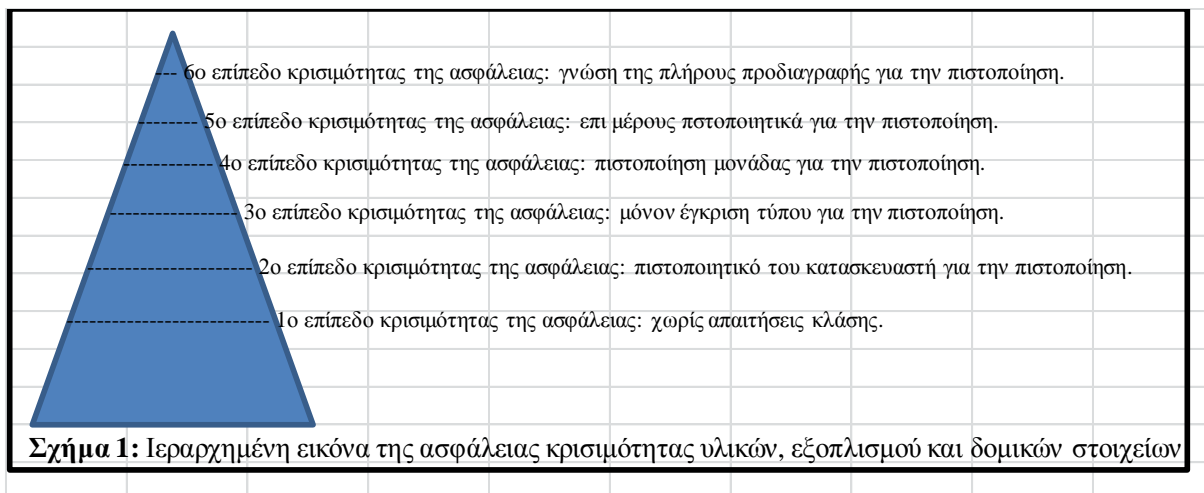 --- 6ο επίπεδο κρισιμότητας της ασφάλειας: γνώση της πλήρους προδιαγραφής για την πιστοποίηση.
--------- 5ο επίπεδο κρισιμότητας της ασφάλειας: επι μέρους πστοποιητικά για την πιστοποίηση.
-------------- 4ο επίπεδο κρισιμότητας της ασφάλειας: πιστοποίηση μονάδας για την πιστοποίηση.
-------------------- 3ο επίπεδο κρισιμότητας της ασφάλειας: μόνον έγκριση τύπου για την πιστοποίηση.
-------------------------- 2ο επίπεδο κρισιμότητας της ασφάλειας: πιστοποιητικό του κατασκευαστή για την πιστοποίηση.
-------------------------------- 1ο επίπεδο κρισιμότητας της ασφάλειας: χωρίς απαιτήσεις κλάσης.
Σχήμα 1: Ιεραρχημένη εικόνα της ασφάλειας κρισιμότητας υλικών, εξοπλισμού και δομικών στοιχείων